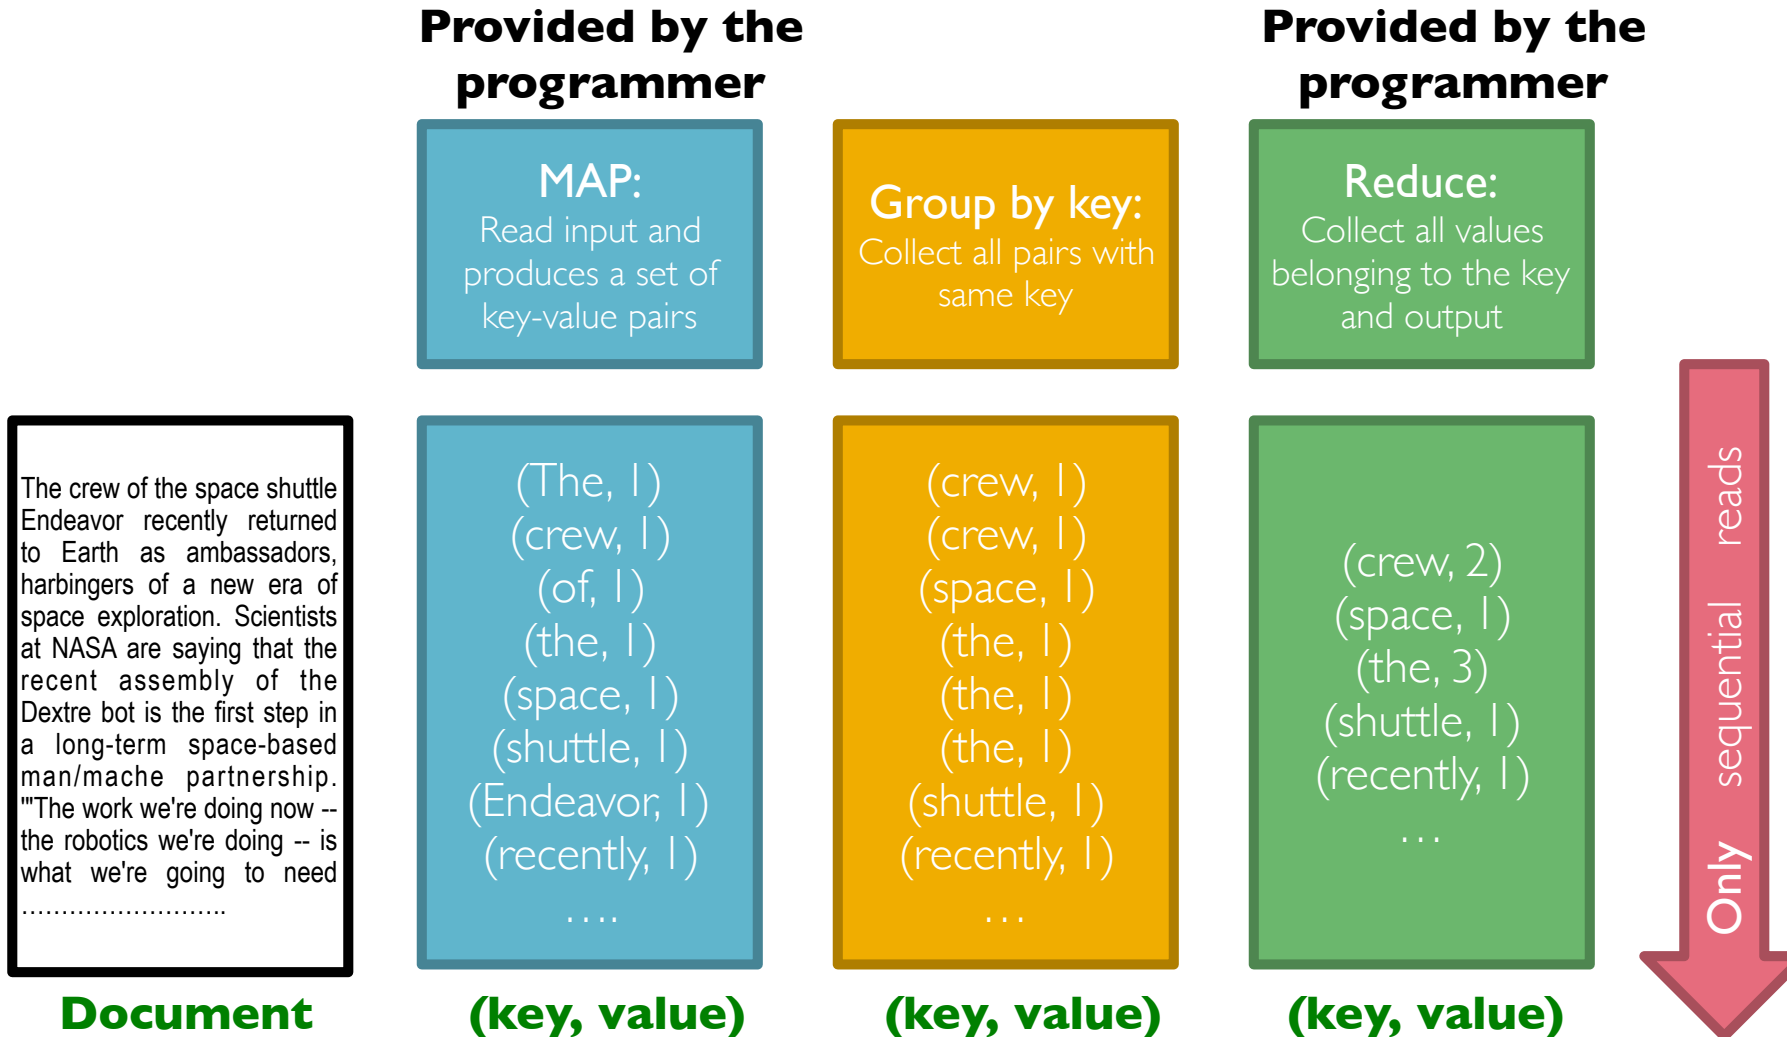 Provided by the
programmer
Provided by the
programmer
MAP:
Read input and
produces a set of
key-value pairs
Group by key:
Collect all pairs with
same key
Reduce:
Collect all values
belonging to the key
and output
The crew of the space shuttle
Endeavor recently returned
to Earth as ambassadors,
harbingers of a new era of
space exploration. Scientists
at NASA are saying that the
recent assembly of the
Dextre bot is the first step in
a long-term space-based
man/mache partnership.
'"The work we're doing now --
the robotics we're doing -- is
what we're going to need
……………………..
Document
(The, 1)
(crew, 1)
(of, 1)
(the, 1)
(space, 1)
(shuttle, 1)
(Endeavor, 1)
(recently, 1)
….
(key, value)
(crew, 1)
(crew, 1)
(space, 1)
(the, 1)
(the, 1)
(the, 1)
(shuttle, 1)
(recently, 1)
…
(key, value)
(crew, 2)
(space, 1)
(the, 3)
(shuttle, 1)
(recently, 1)
…
(key, value)
Only sequential reads